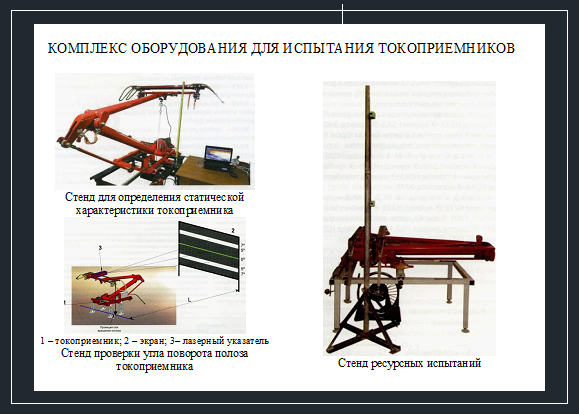 КОМПЛЕКС ОБОРУДОВАНИЯ ДЛЯ ИСПЫТАНИЯ ТОКОПРИЕМНИКОВ
Стенд для определения статической
характеристики токоприемника
2
3
1
L
1 – токоприемник; 2 – экран; 3– лазерный указатель
Стенд проверки угла поворота полоза
токоприемника
Стенд ресурсных испытаний